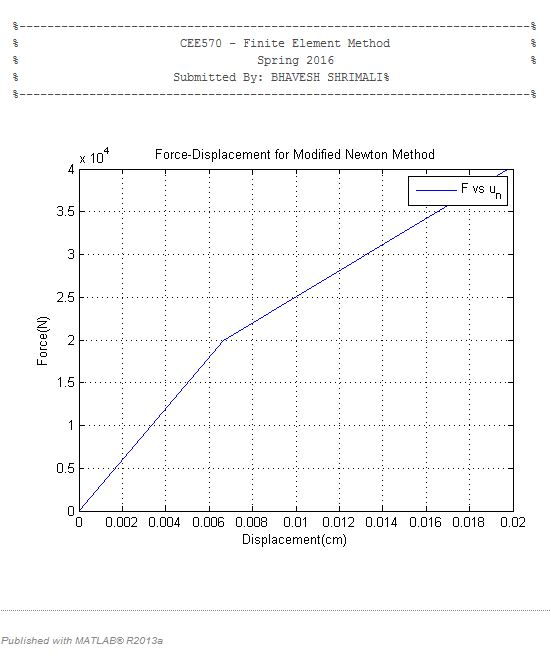 %--------------------------------------------------------------------%
% CEE570 - Finite Element Method %
% Spring 2016 %
% Submitted By: BHAVESH SHRIMALI%
%--------------------------------------------------------------------%
x 10^4
Force-Displacement for Modified Newton Method
F vs u_n
4
3.5
3
2.5
2
1.5
1
0.5
0
Force(N)
0 0.002 0.004 0.006 0.008 0.01 0.012 0.014 0.016 0.018 0.02
Displacement(cm)
Published with MATLAB® R2013a